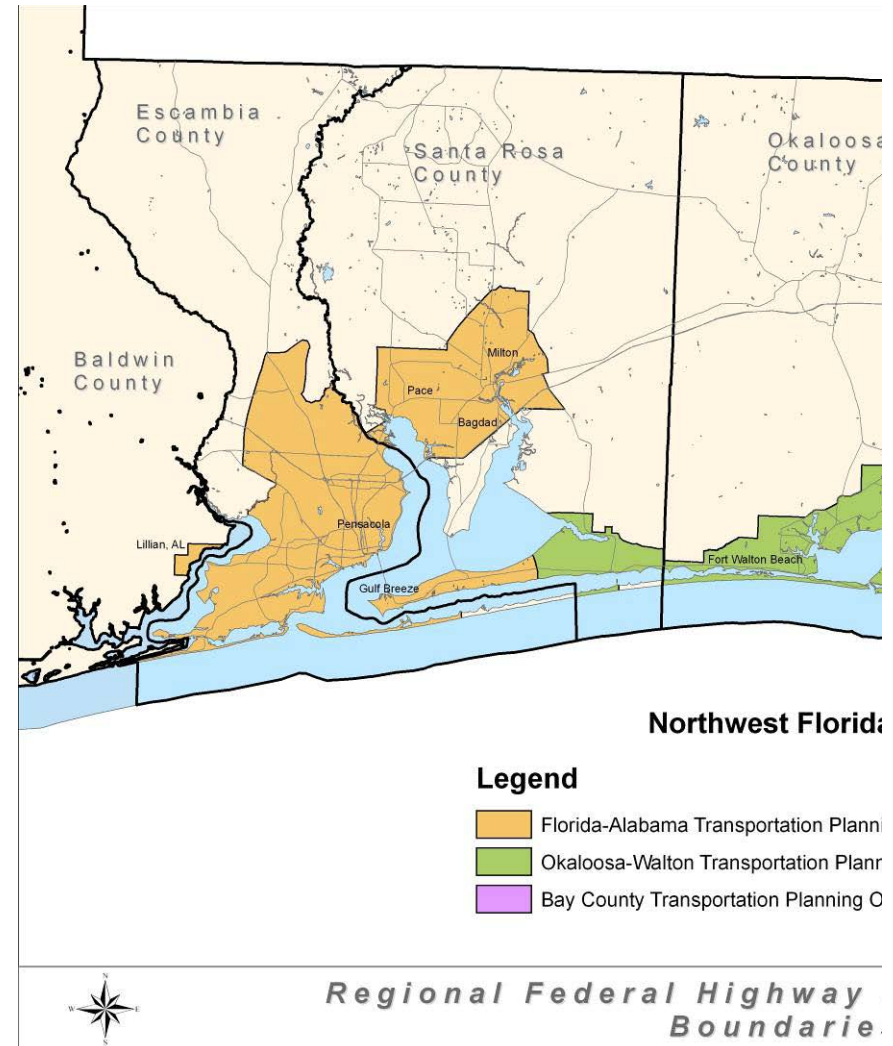 Escambia
County
Santa Rosa
County
Okaloosa
County
Baldwin
County
Milton
Pace
Bagdad
Pensacola
Lillian, AL
Fort Walton Beach
Gulf Breeze
Northwest Florida
Legend
Florida-Alabama Transportation Planni
Okaloosa-Walton Transportation Plann
Bay County Transportation Planning O
N
W E
S
Regional Federal Highway
Boundaries